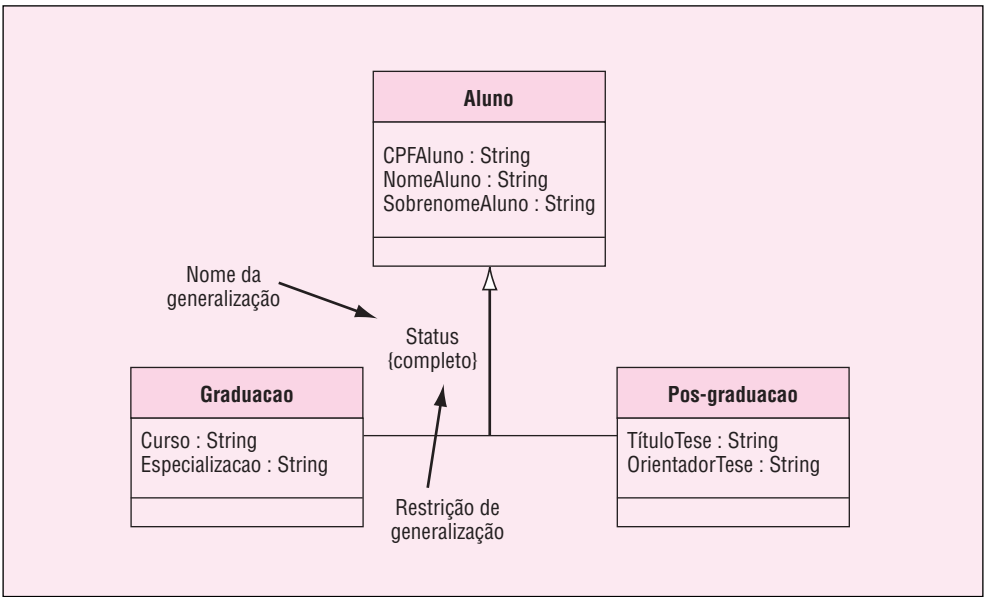 Aluno
CPFAluno : String
NomeAluno : String
SobrenomeAluno : String
Nome da
generalização
Status
{completo}
Graduacao
Curso : String
Especializacao : String
Pos-graduacao
TítuloTese : String
OrientadorTese : String
Restrição de
generalização